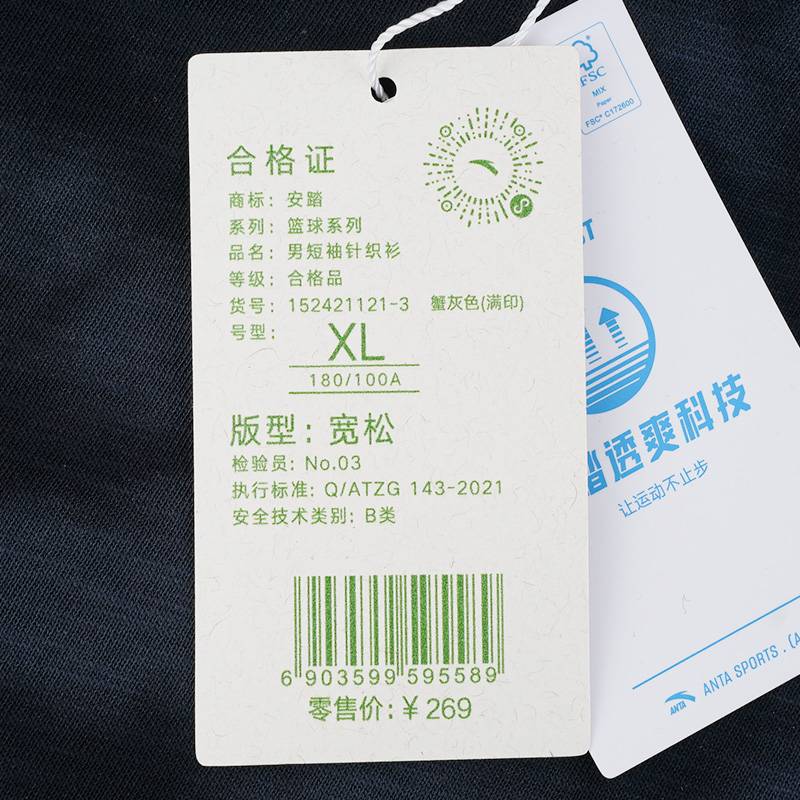 合格证
商标：安踏
系列：篮球系列
品名：男短袖针织衫
等级：合格品
货号：152421121-3 蟹灰色(满印)
号型：
XL
180/100A
版型：宽松
检验员：No.03
执行标准：Q/ATZG 143-2021
安全技术类别：B类
6 903599 595589
零售价：¥269
FSC
MIX
Paper
FSC® C172600
踏透爽科技
让运动不止步
ANTA
ANTA SPORTS . (A